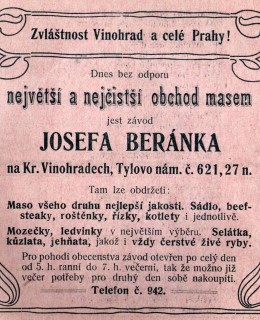 Zvláštnost Vinohrad a celé Prahy!
Dnes bez odporu
největší a nejčistší obchod masem
jest závod
JOSEFA BERÁNKA
na Kr. Vinohradech, Tylovo nám. č. 621, 27 n.
Tam lze obdržeti:
Maso všeho druhu nejlepší jakosti. Sádlo, beef-
steaky, roštěnky, řízky, kotlety i jednotlivě.
Mozečky, ledvinky v největším výběru. Selátka,
kůzlata, jehňata, jakož i vždy čerstvé živé ryby.
Pro pohodlí obecenstva závod otevřen po celý den
od 5. h. ranní do 7. h. večerní, tak že možno již
večer potřeby pro druhý den sobě nakoupiti.
Telefon č. 942.